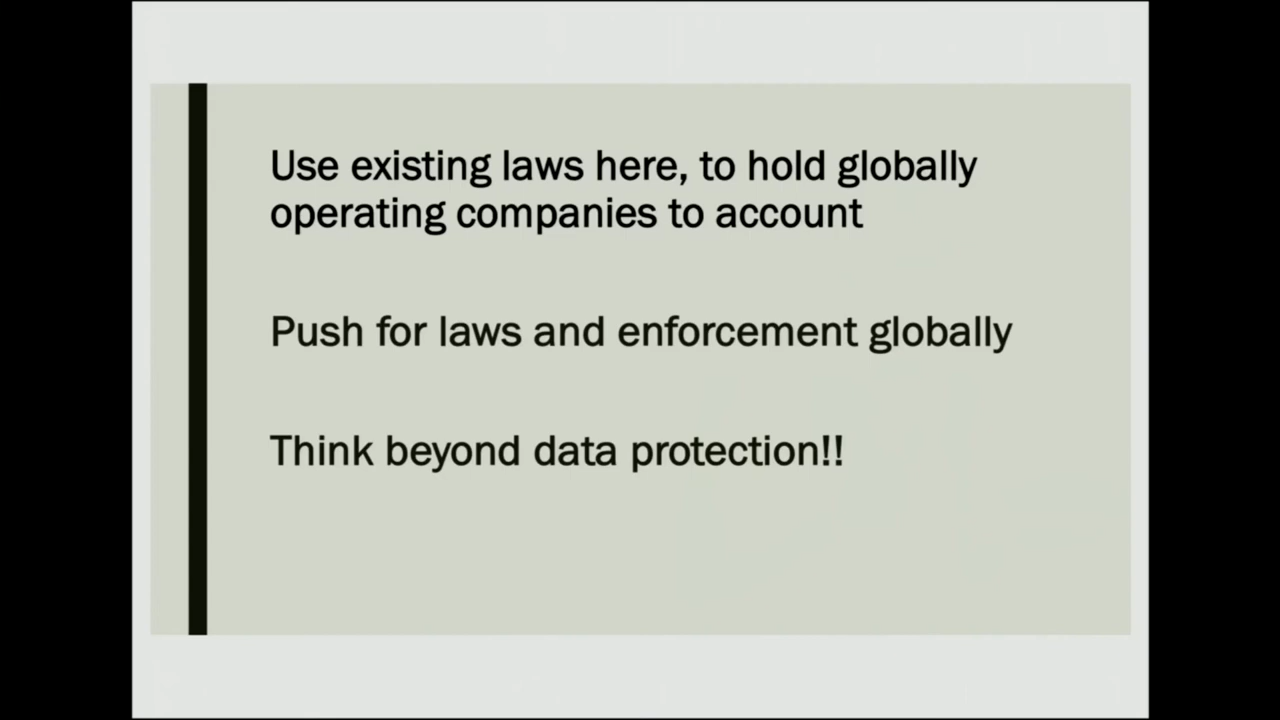 Use existing laws here, to hold globally
operating companies to account
Push for laws and enforcement globally
Think beyond data protection!!